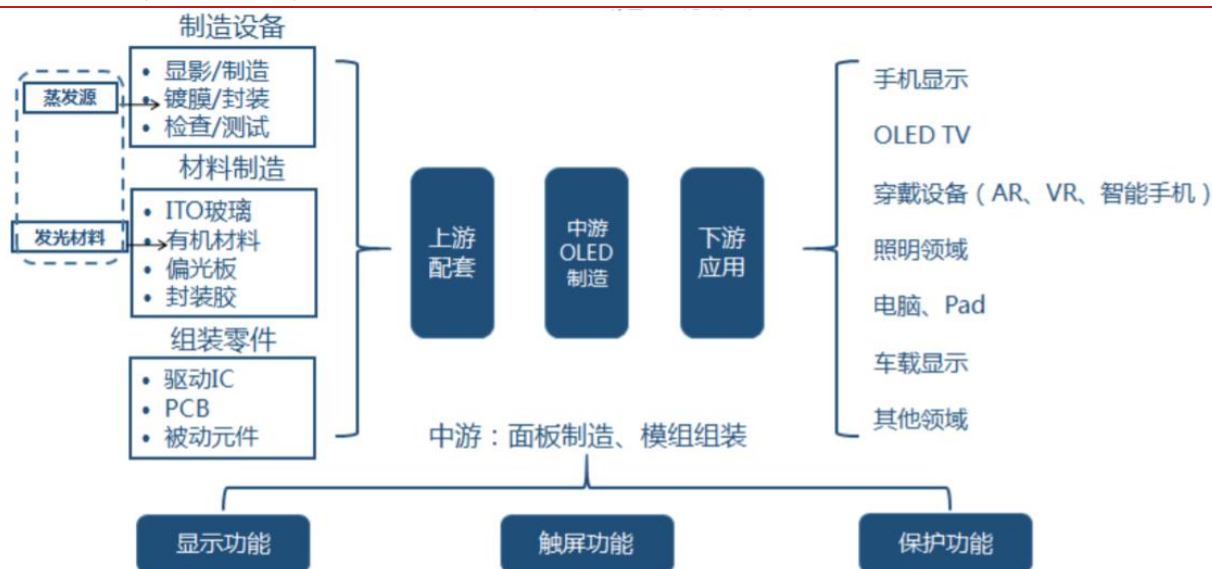 制造设备
• 显影/制造
• 镀膜/封装
• 检查/测试
蒸发源
材料制造
• ITO玻璃
• 有机材料
• 偏光板
• 封装胶
发光材料
组装零件
• 驱动IC
• PCB
• 被动元件
上游
配套
中游
OLED
制造
下游
应用
手机显示
OLED TV
穿戴设备（AR、VR、智能手机）
照明领域
电脑、Pad
车载显示
其他领域
中游：面板制造、模组组装
显示功能
触屏功能
保护功能